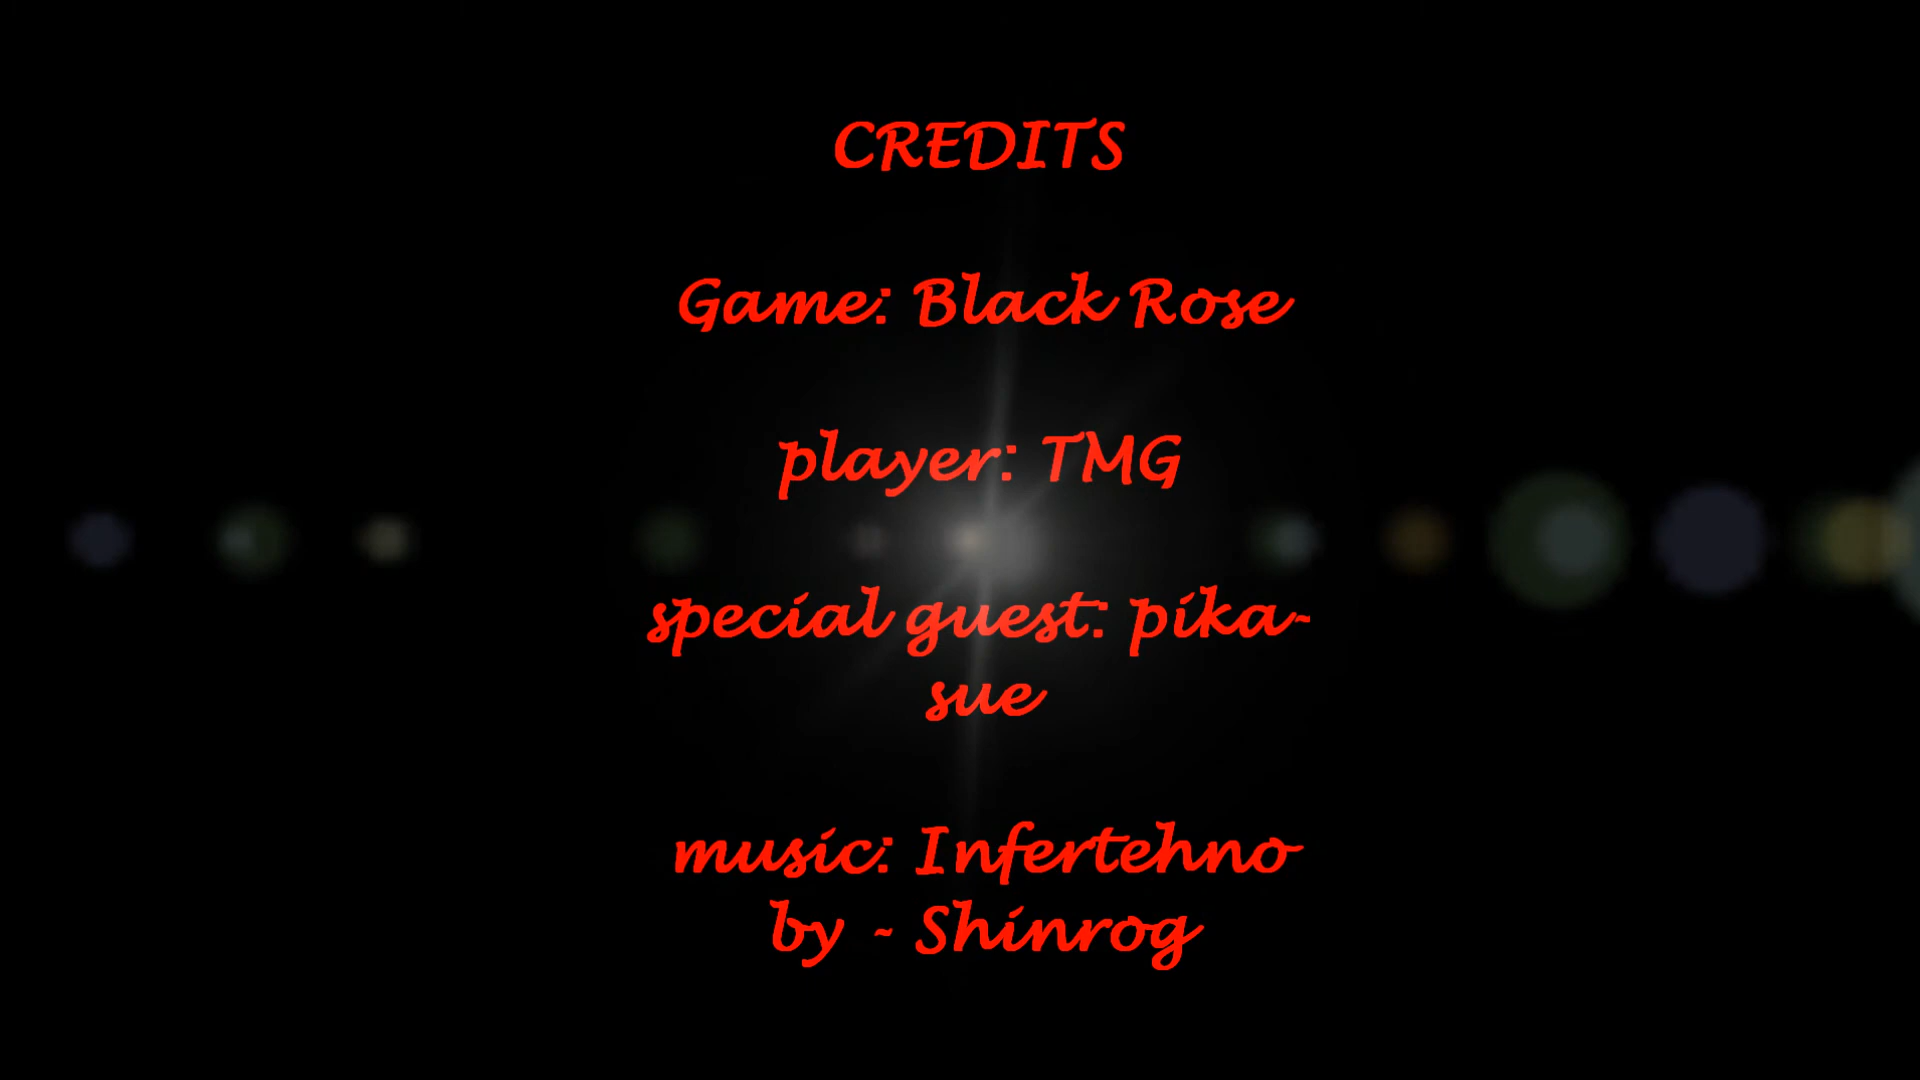 CREDITS
Game: Black Rose
player: TMG
special guest: pika-
sue
music: Infertehno
by - Shinrog